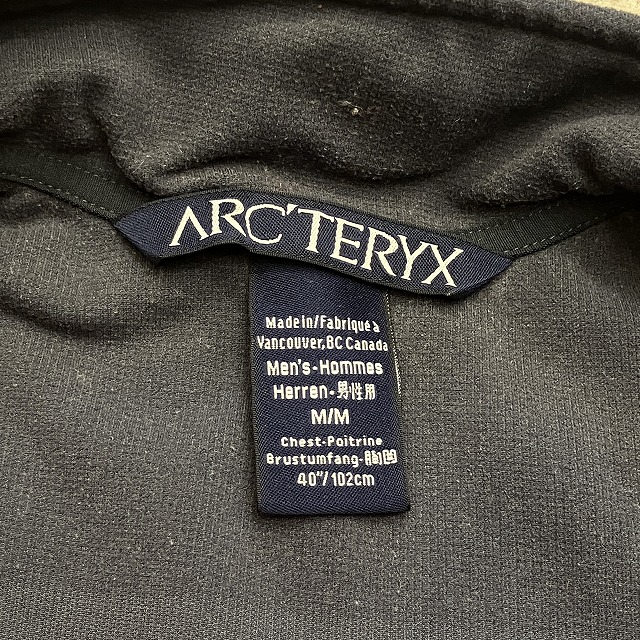 ARC'TERYX
Made in/Fabriqué à
Vancouver, BC Canada
Men's-Hommes
Herren-男性用
M/M
Chest-Poitrine
Brustumfang-胸囲
40"/102cm